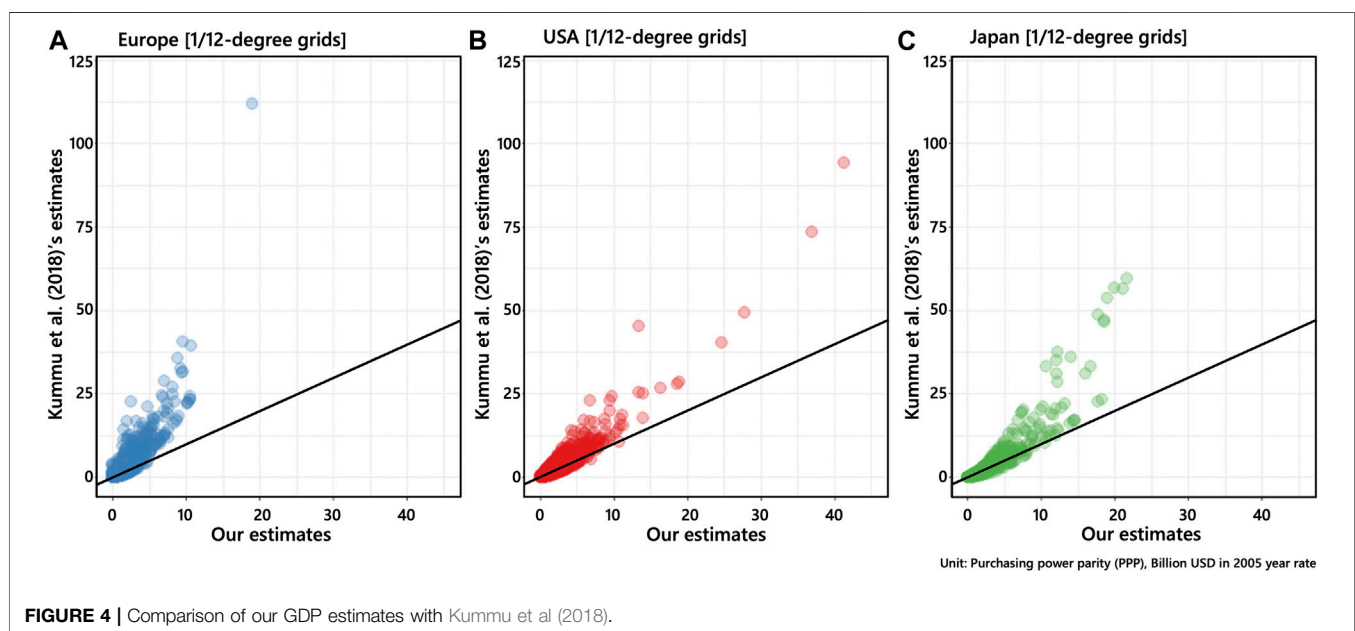 A Europe [1/12-degree grids]
125
100
75
50
25
0
Kummu et al. (2018)'s estimates
0 10 20 30 40
Our estimates
B USA [1/12-degree grids]
125
100
75
50
25
0
Kummu et al. (2018)'s estimates
0 10 20 30 40
Our estimates
C Japan [1/12-degree grids]
125
100
75
50
25
0
Kummu et al. (2018)'s estimates
0 10 20 30 40
Our estimates
Unit: Purchasing power parity (PPP), Billion USD in 2005 year rate
FIGURE 4 | Comparison of our GDP estimates with Kummu et al (2018).